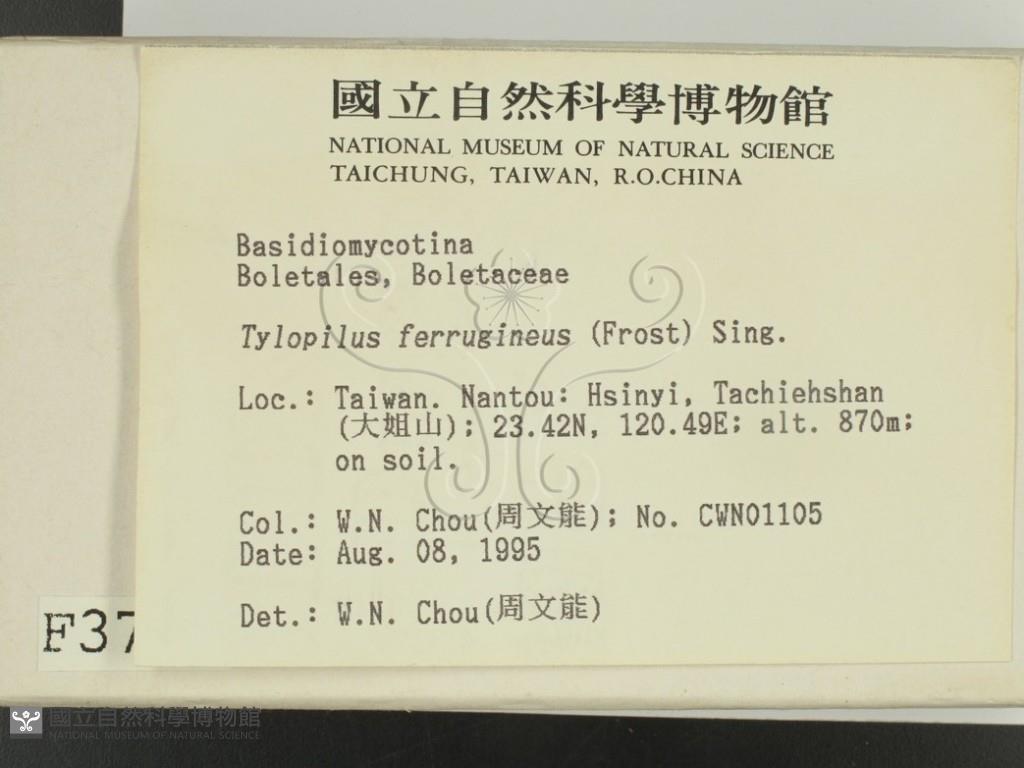 國立自然科學博物館
NATIONAL MUSEUM OF NATURAL SCIENCE
TAICHUNG, TAIWAN, R.O.CHINA
Basidiomycotina
Boletales, Boletaceae
Tylopilus ferrugineus (Frost) Sing.
Loc.: Taiwan. Nantou: Hsinyi, Tachiehshan
(大姐山); 23.42N, 120.49E; alt. 870m;
on soil.
Col.: W.N. Chou(周文能); No. CWN01105
Date: Aug. 08, 1995
Det.: W.N. Chou(周文能)
F37
國立自然科學博物館
NATIONAL MUSEUM OF NATURAL SCIENCE